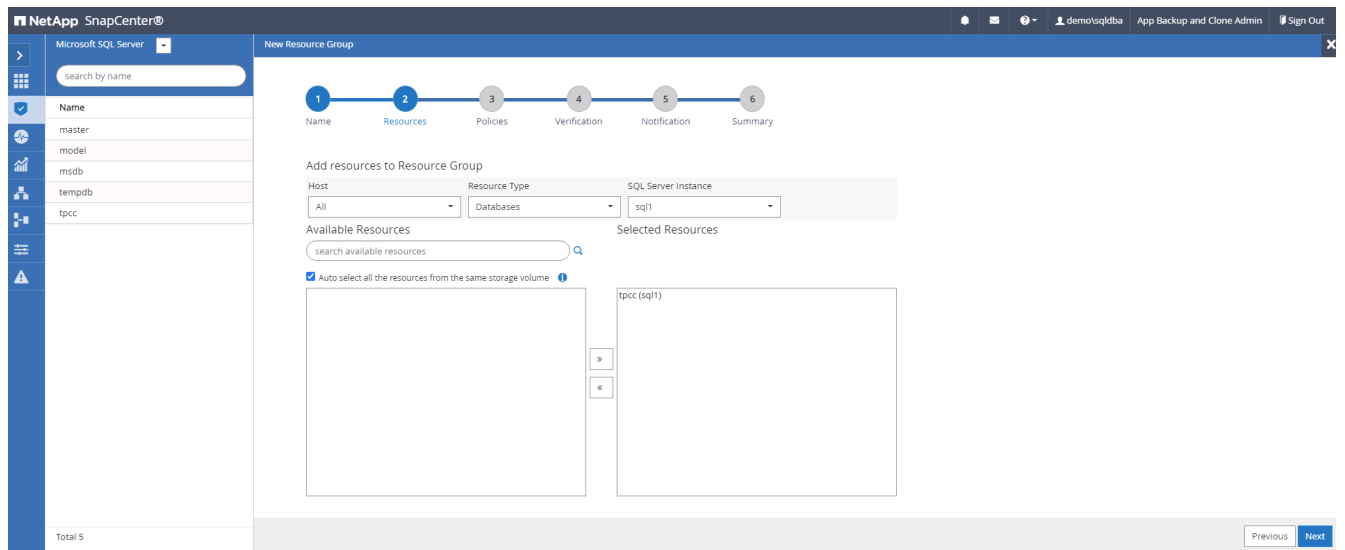 NetApp SnapCenter®
demo\sqldba App Backup and Clone Admin Sign Out
Microsoft SQL Server
search by name
Name
master
model
msdb
tempdb
tpcc
Total 5
New Resource Group
1 2 3 4 5 6
Name Resources Policies Verification Notification Summary
Add resources to Resource Group
Host Resource Type SQL Server Instance
All Databases sql1
Available Resources Selected Resources
search available resources
Auto select all the resources from the same storage volume
tpcc (sql1)
Previous Next